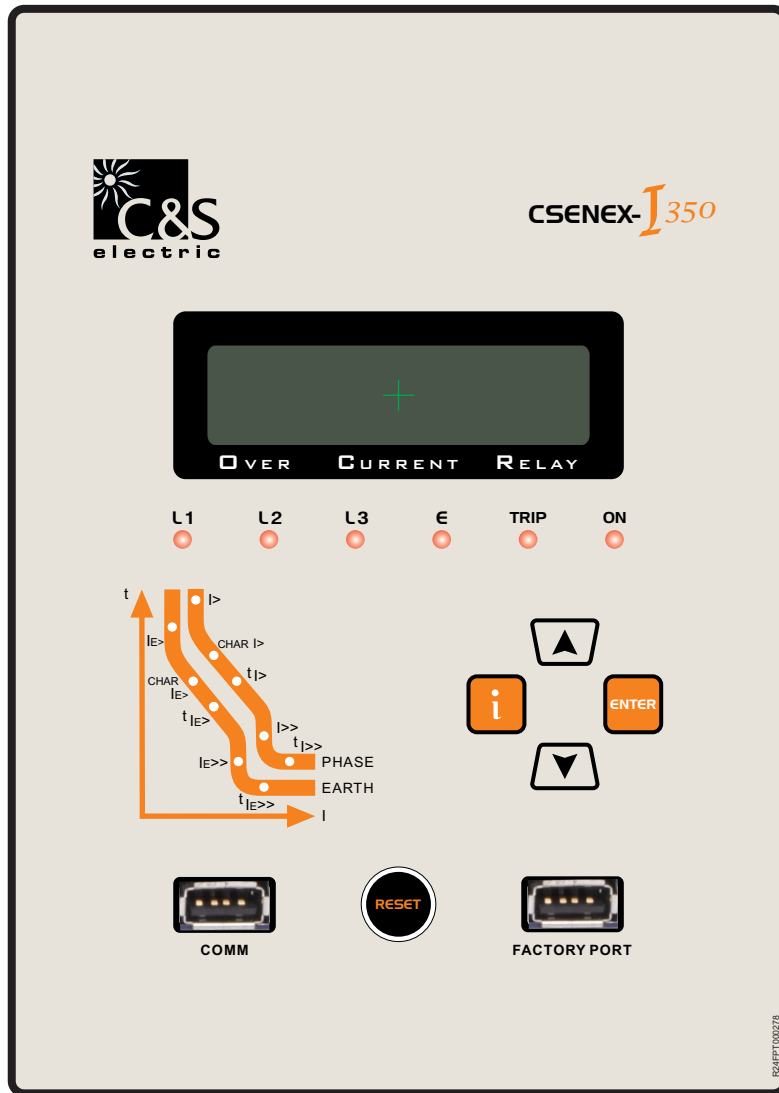 C&S
electric
CSENEX-I350
OVER CURRENT RELAY
L1 L2 L3 E TRIP ON
t
I>
IE>
CHAR I>
CHAR
IE>
tI>
tIE>
I>>
tI>>
IE>>
PHASE
EARTH
tIE>>
I
i
ENTER
RESET
COMM
FACTORY PORT
R24FPT000278